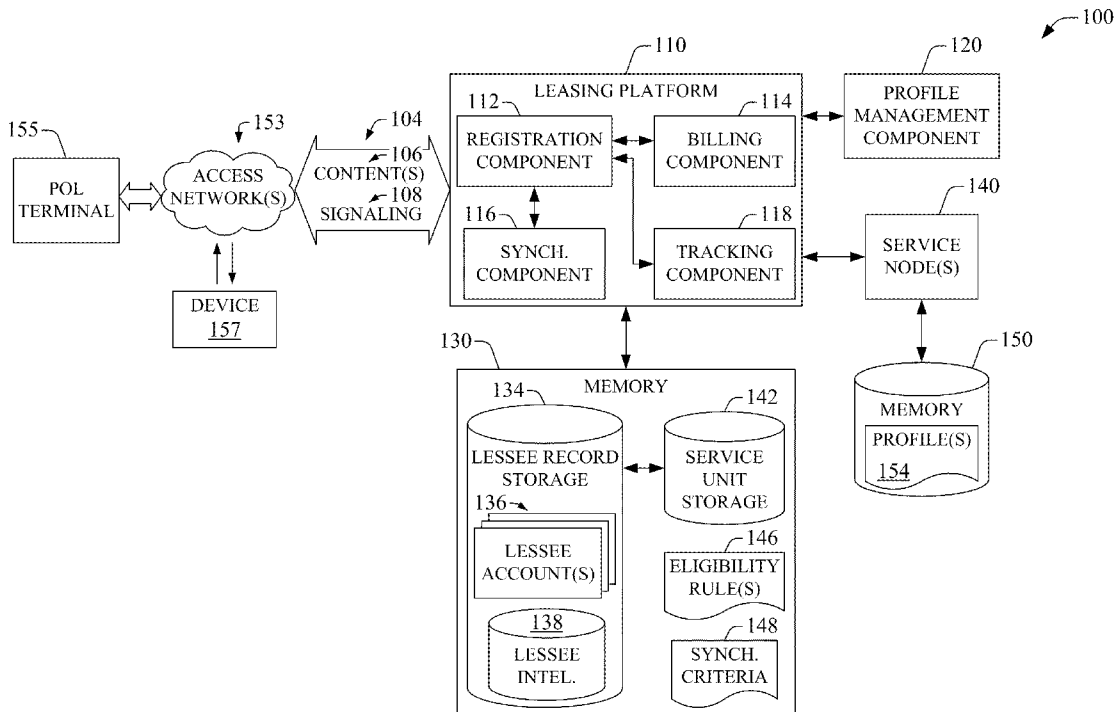 100
110
120
LEASING PLATFORM
112
114
REGISTRATION
COMPONENT
BILLING
COMPONENT
PROFILE
MANAGEMENT
COMPONENT
155
153
104
106
CONTENT(S)
108
SIGNALING
POL
TERMINAL
ACCESS
NETWORK(S)
116
118
140
SYNCH.
COMPONENT
TRACKING
COMPONENT
SERVICE
NODE(S)
DEVICE
157
130
MEMORY
134
142
150
LESSEE RECORD
STORAGE
SERVICE
UNIT
STORAGE
MEMORY
PROFILE(S)
154
136
LESSEE
ACCOUNT(S)
146
ELIGIBILITY
RULE(S)
138
LESSEE
INTEL.
148
SYNCH.
CRITERIA